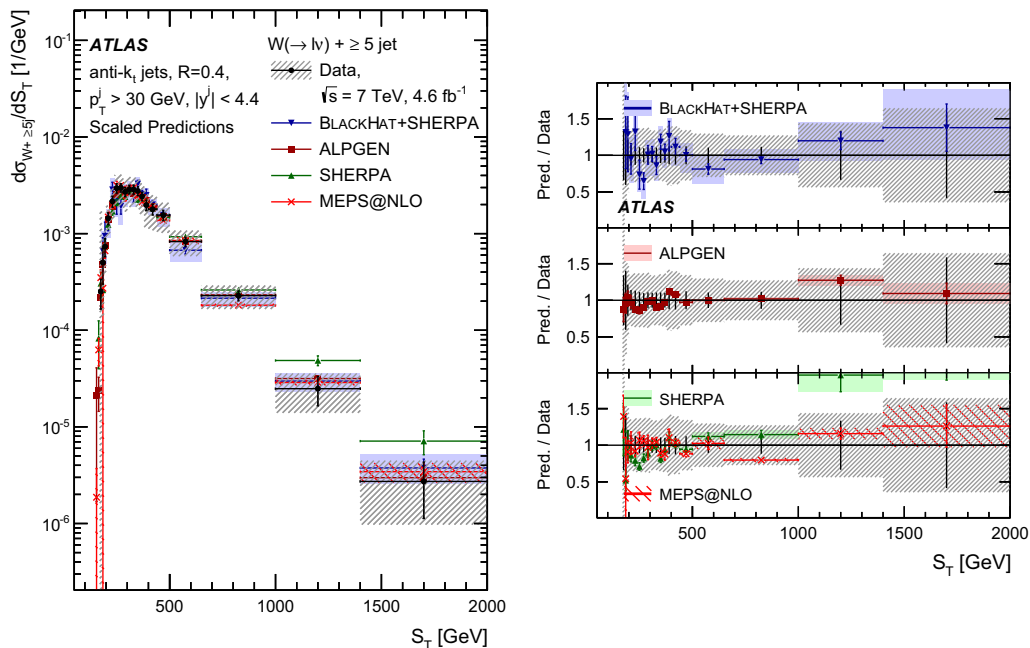 dσ_{W+ ≥5j}/dS_T [1/GeV]
10^{-1}
10^{-2}
10^{-3}
10^{-4}
10^{-5}
10^{-6}
ATLAS
anti-k_t jets, R=0.4,
p_T^j > 30 GeV, |y^j| < 4.4
Scaled Predictions
W(→ lν) + ≥ 5 jet
Data,
√s = 7 TeV, 4.6 fb^{-1}
BLACKHAT+SHERPA
ALPGEN
SHERPA
MEPS@NLO
500 1000 1500 2000
S_T [GeV]
Pred. / Data
1.5
1
0.5
BLACKHAT+SHERPA
ATLAS
Pred. / Data
1.5
1
0.5
ALPGEN
Pred. / Data
1.5
1
0.5
SHERPA
MEPS@NLO
500 1000 1500 2000
S_T [GeV]